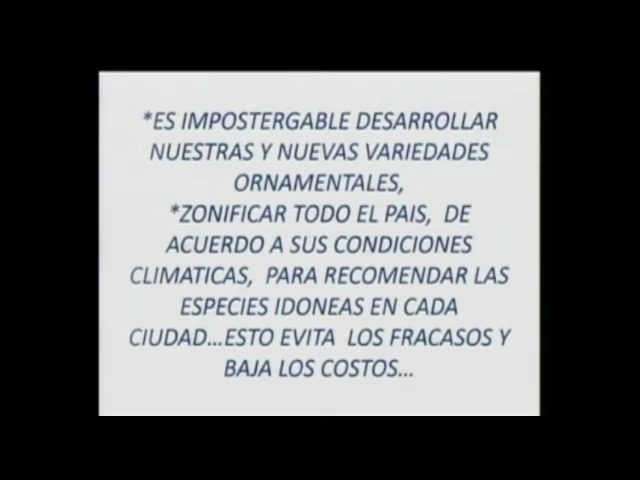 *ES IMPOSTERGABLE DESARROLLAR
NUESTRAS Y NUEVAS VARIEDADES
ORNAMENTALES,
*ZONIFICAR TODO EL PAIS, DE
ACUERDO A SUS CONDICIONES
CLIMATICAS, PARA RECOMENDAR LAS
ESPECIES IDONEAS EN CADA
CIUDAD...ESTO EVITA LOS FRACASOS Y
BAJA LOS COSTOS...